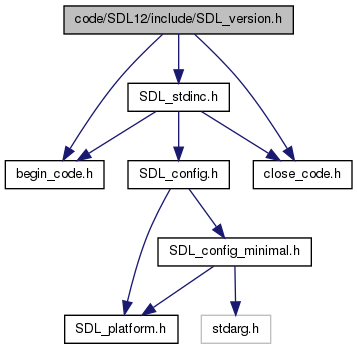 code/SDL12/include/SDL_version.h
SDL_stdinc.h
begin_code.h
SDL_config.h
close_code.h
SDL_config_minimal.h
SDL_platform.h
stdarg.h